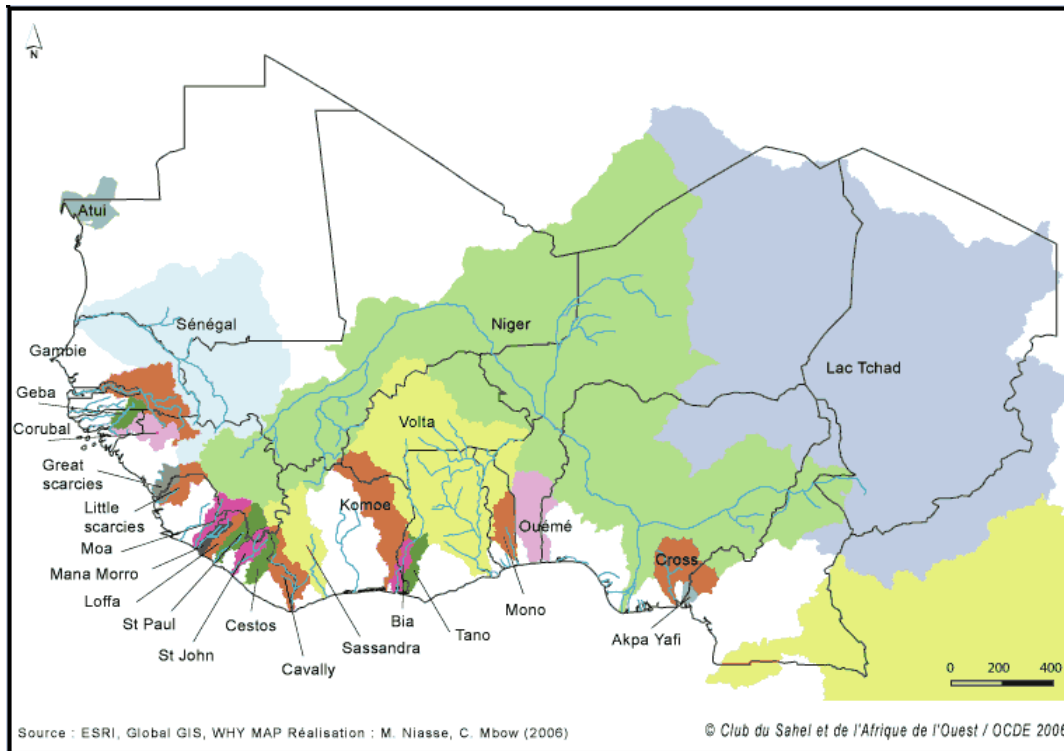 N
Atui
Sénégal
Niger
Gambie
Lac Tchad
Geba
Volta
Corubal
Great
scarcies
Komoe
Little
scarcies
Ouémé
Moa
Cross
Mana Morro
Loffa
Mono
St Paul
Cestos
Bia
Akpa Yafi
Tano
St John
Sassandra
Cavally
0 200 400
Source : ESRI, Global GIS, WHY MAP Réalisation : M. Niasse, C. Mbow (2006)
© Club du Sahel et de l'Afrique de l'Ouest / OCDE 2006